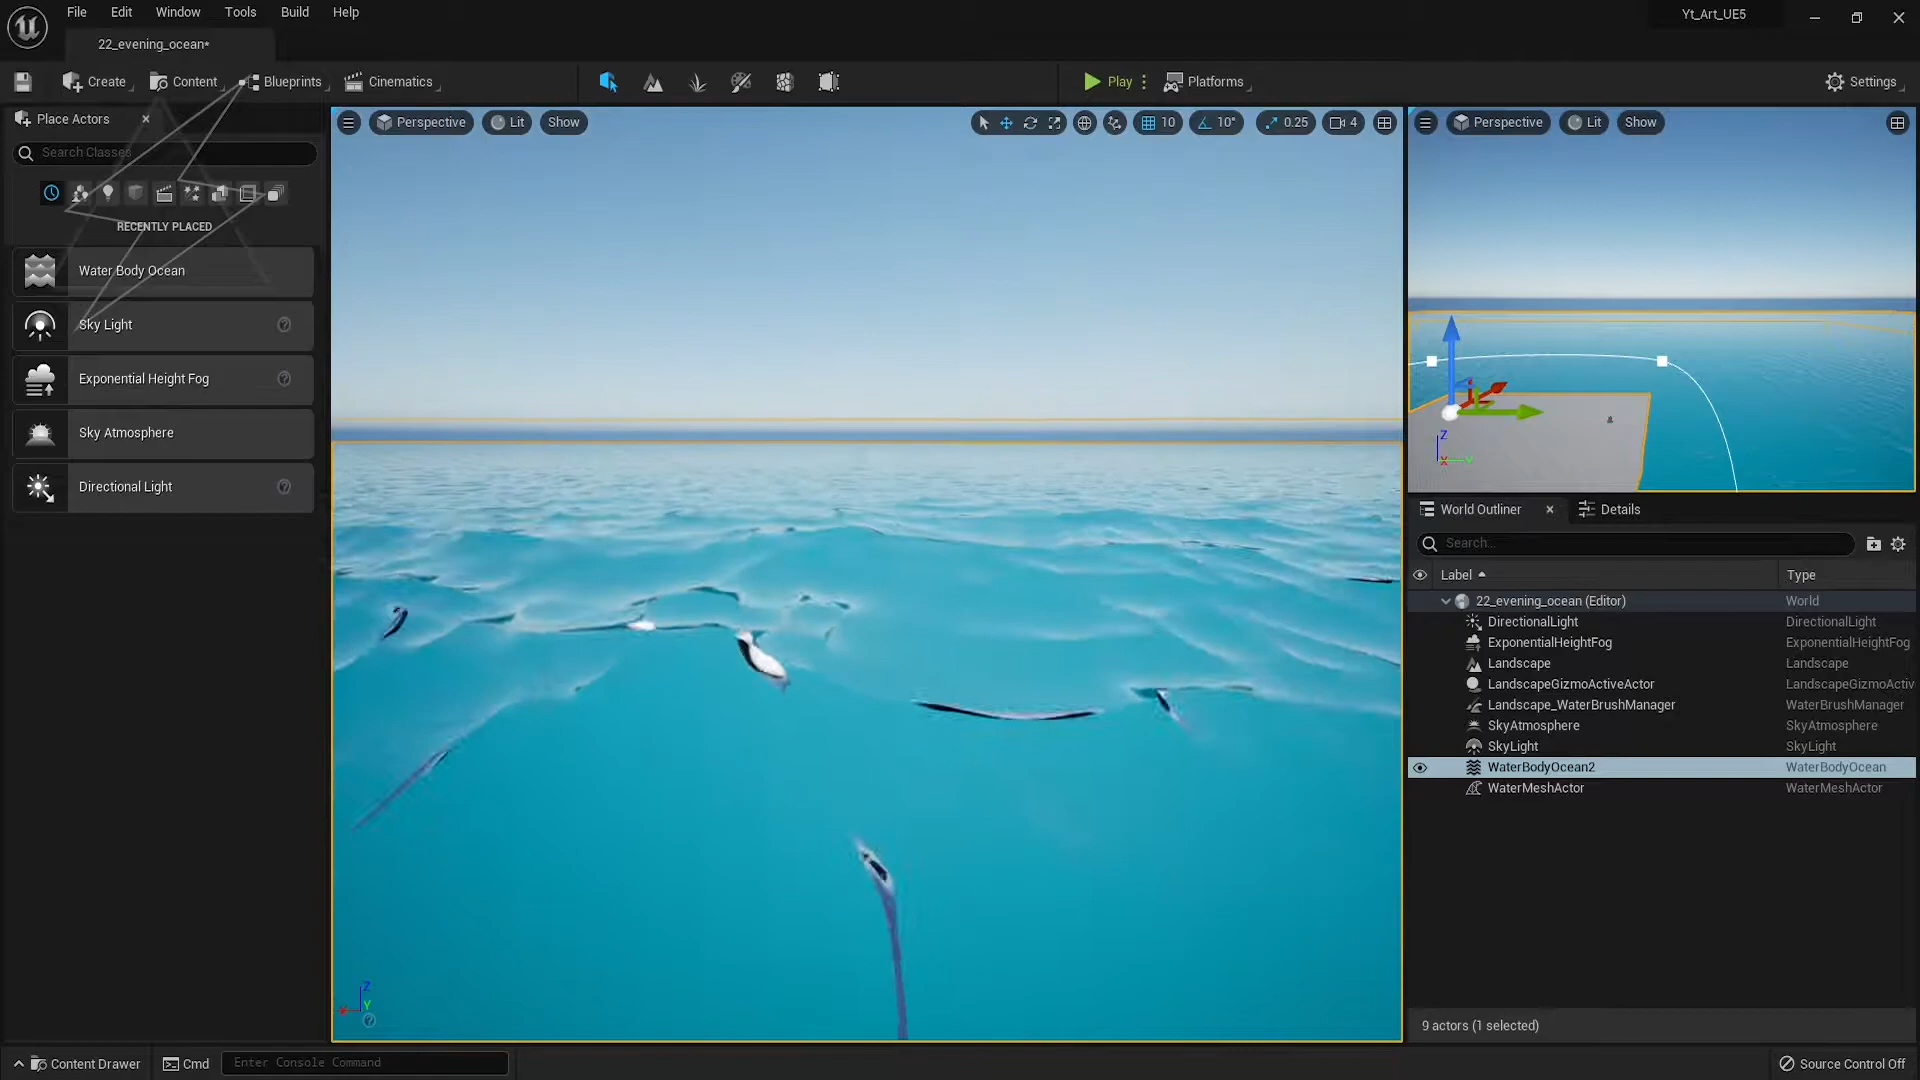 File Edit Window Tools Build Help
Yt_Art_UE5
22_evening_ocean*
Create Content Blueprints Cinematics Play Platforms Settings
Place Actors
Search Classes
RECENTLY PLACED
Water Body Ocean
Sky Light
Exponential Height Fog
Sky Atmosphere
Directional Light
Perspective Lit Show 10 10° 0.25 4
Z
Y
X
Perspective Lit Show
Z
X Y
World Outliner Details
Search...
Label Type
22_evening_ocean (Editor) World
DirectionalLight DirectionalLight
ExponentialHeightFog ExponentialHeightFog
Landscape Landscape
LandscapeGizmoActiveActor LandscapeGizmoActiv
Landscape_WaterBrushManager WaterBrushManager
SkyAtmosphere SkyAtmosphere
SkyLight SkyLight
WaterBodyOcean2 WaterBodyOcean
WaterMeshActor WaterMeshActor
9 actors (1 selected)
Content Drawer Cmd Enter Console Command Source Control Off